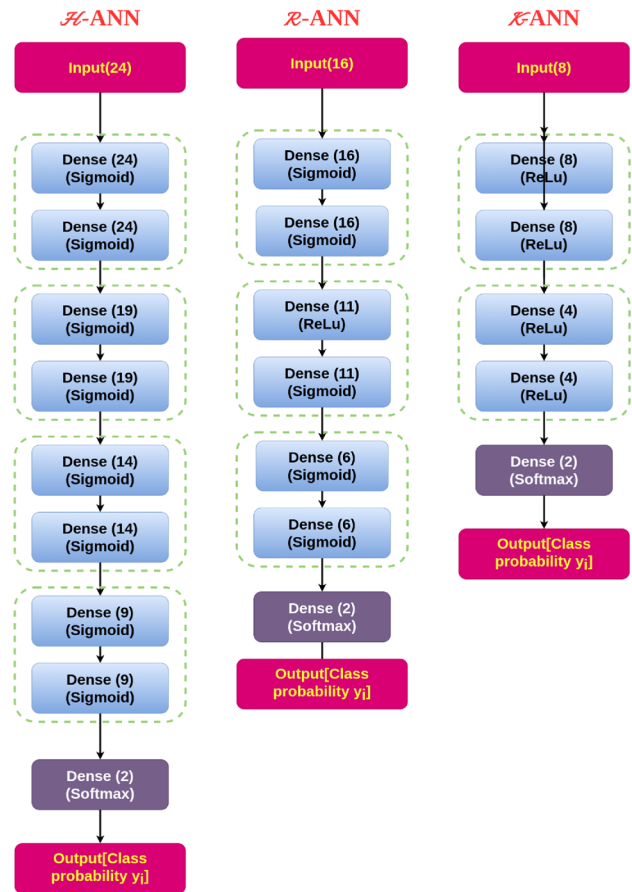 ℋ-ANN
Input(24)
Dense (24)
(Sigmoid)
Dense (24)
(Sigmoid)
Dense (19)
(Sigmoid)
Dense (19)
(Sigmoid)
Dense (14)
(Sigmoid)
Dense (14)
(Sigmoid)
Dense (9)
(Sigmoid)
Dense (9)
(Sigmoid)
Dense (2)
(Softmax)
Output[Class
probability yi]
ℛ-ANN
Input(16)
Dense (16)
(Sigmoid)
Dense (16)
(Sigmoid)
Dense (11)
(ReLu)
Dense (11)
(Sigmoid)
Dense (6)
(Sigmoid)
Dense (6)
(Sigmoid)
Dense (2)
(Softmax)
Output[Class
probability yi]
𝒦-ANN
Input(8)
Dense (8)
(ReLu)
Dense (8)
(ReLu)
Dense (4)
(ReLu)
Dense (4)
(ReLu)
Dense (2)
(Softmax)
Output[Class
probability yi]